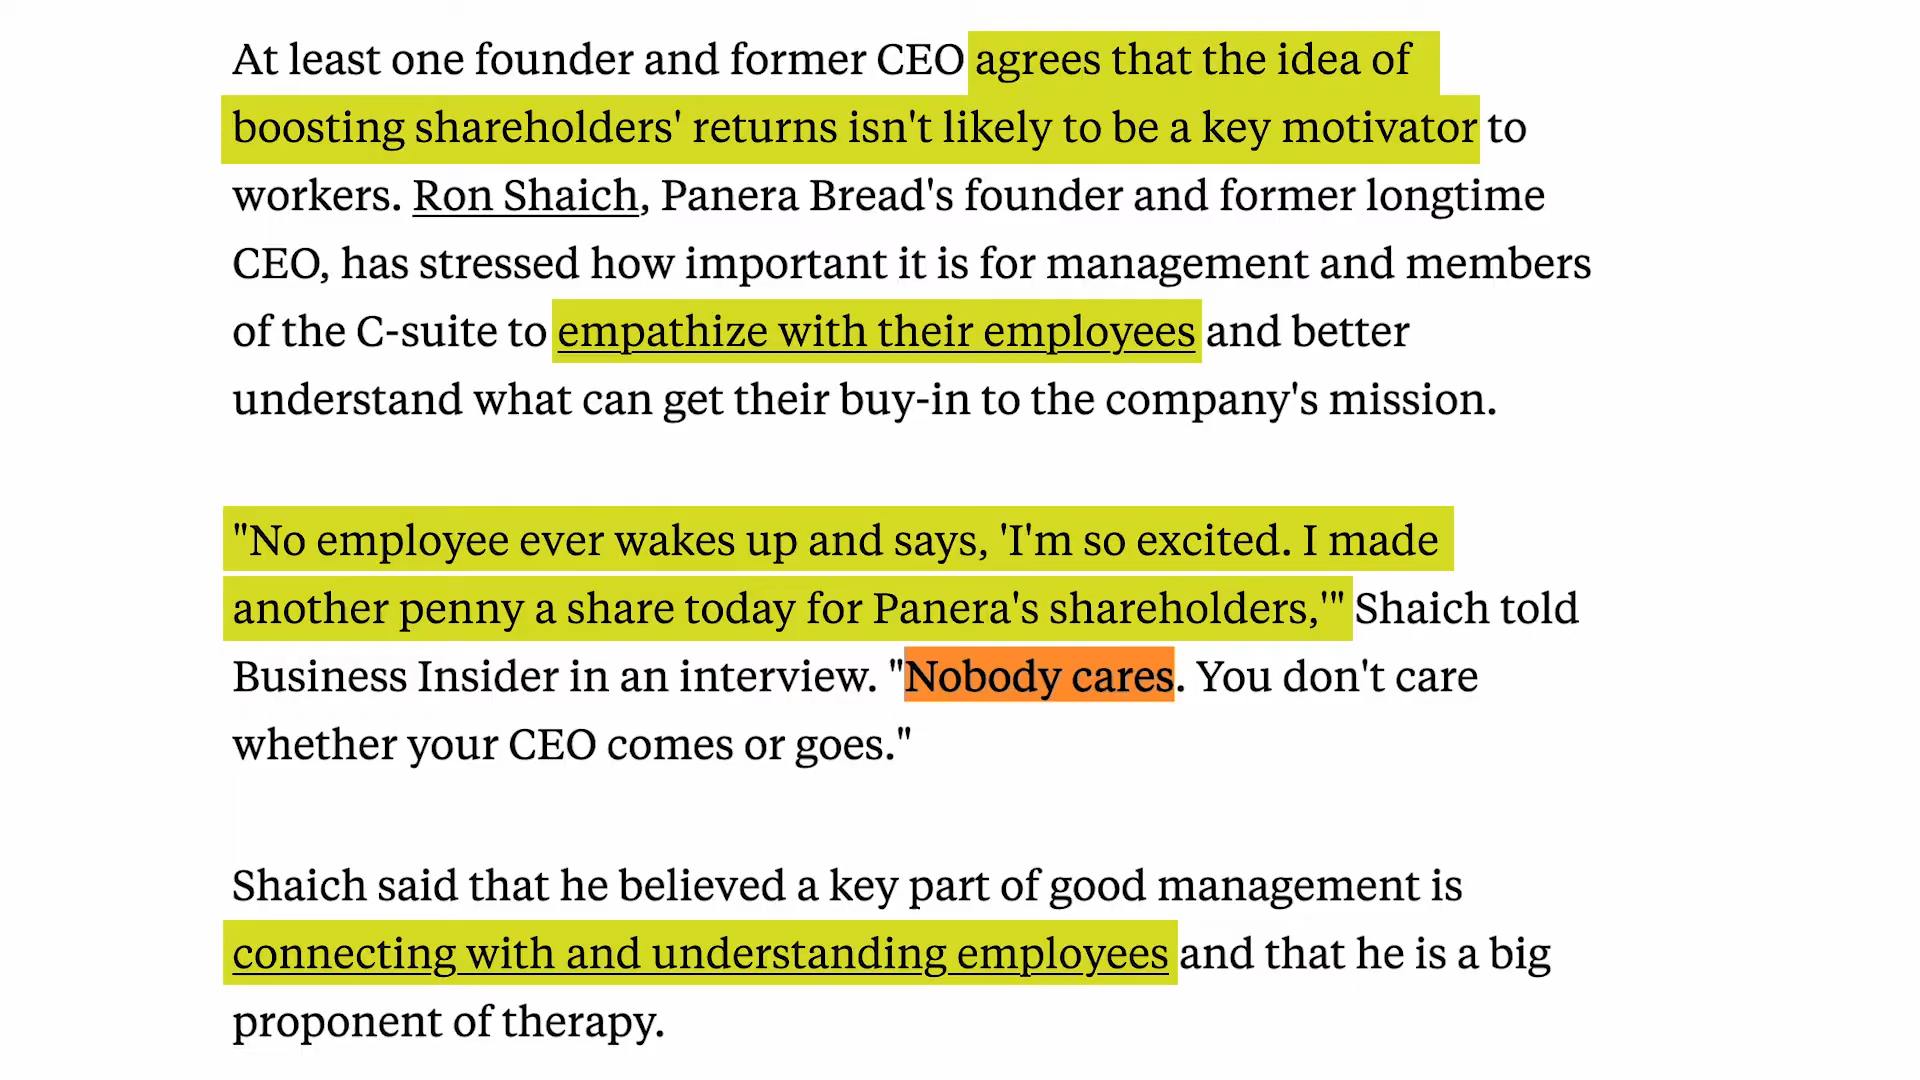 At least one founder and former CEO agrees that the idea of
boosting shareholders' returns isn't likely to be a key motivator to
workers. Ron Shaich, Panera Bread's founder and former longtime
CEO, has stressed how important it is for management and members
of the C-suite to empathize with their employees and better
understand what can get their buy-in to the company's mission.
"No employee ever wakes up and says, 'I'm so excited. I made
another penny a share today for Panera's shareholders,'" Shaich told
Business Insider in an interview. "Nobody cares. You don't care
whether your CEO comes or goes."
Shaich said that he believed a key part of good management is
connecting with and understanding employees and that he is a big
proponent of therapy.